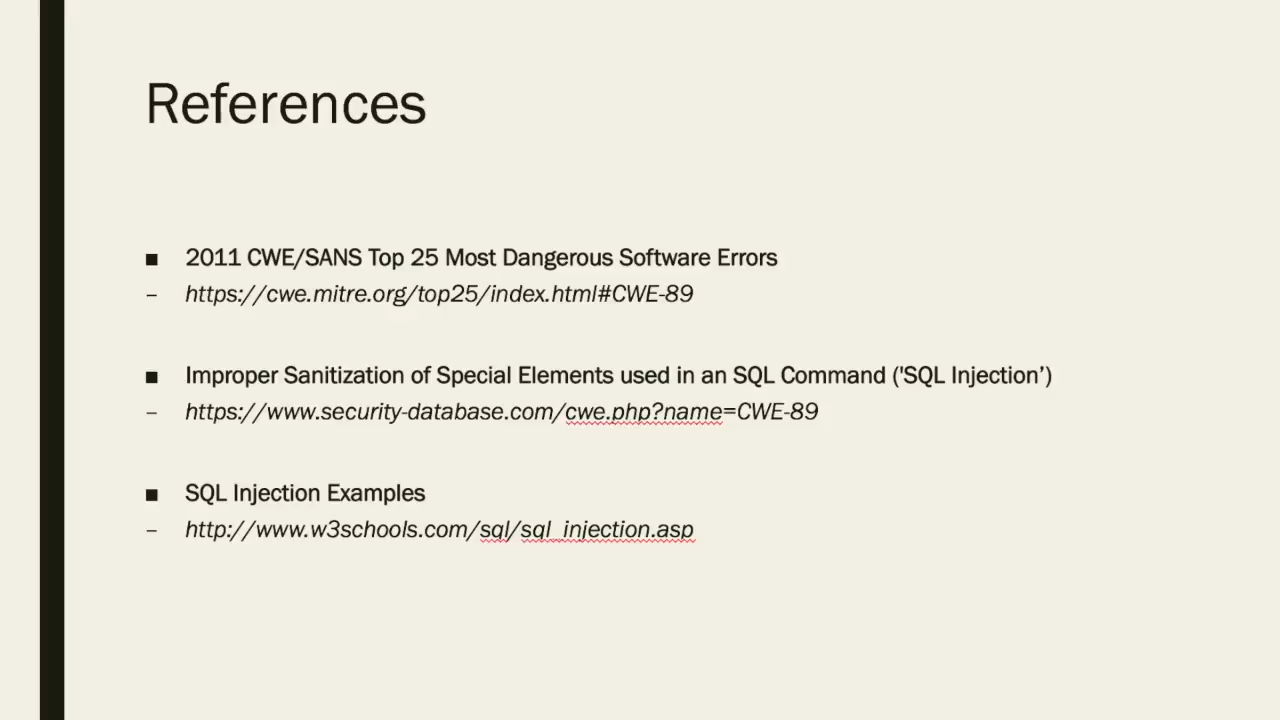 References
■ 2011 CWE/SANS Top 25 Most Dangerous Software Errors
– https://cwe.mitre.org/top25/index.html#CWE-89
■ Improper Sanitization of Special Elements used in an SQL Command ('SQL Injection’)
– https://www.security-database.com/cwe.php?name=CWE-89
■ SQL Injection Examples
– http://www.w3schools.com/sql/sql_injection.asp